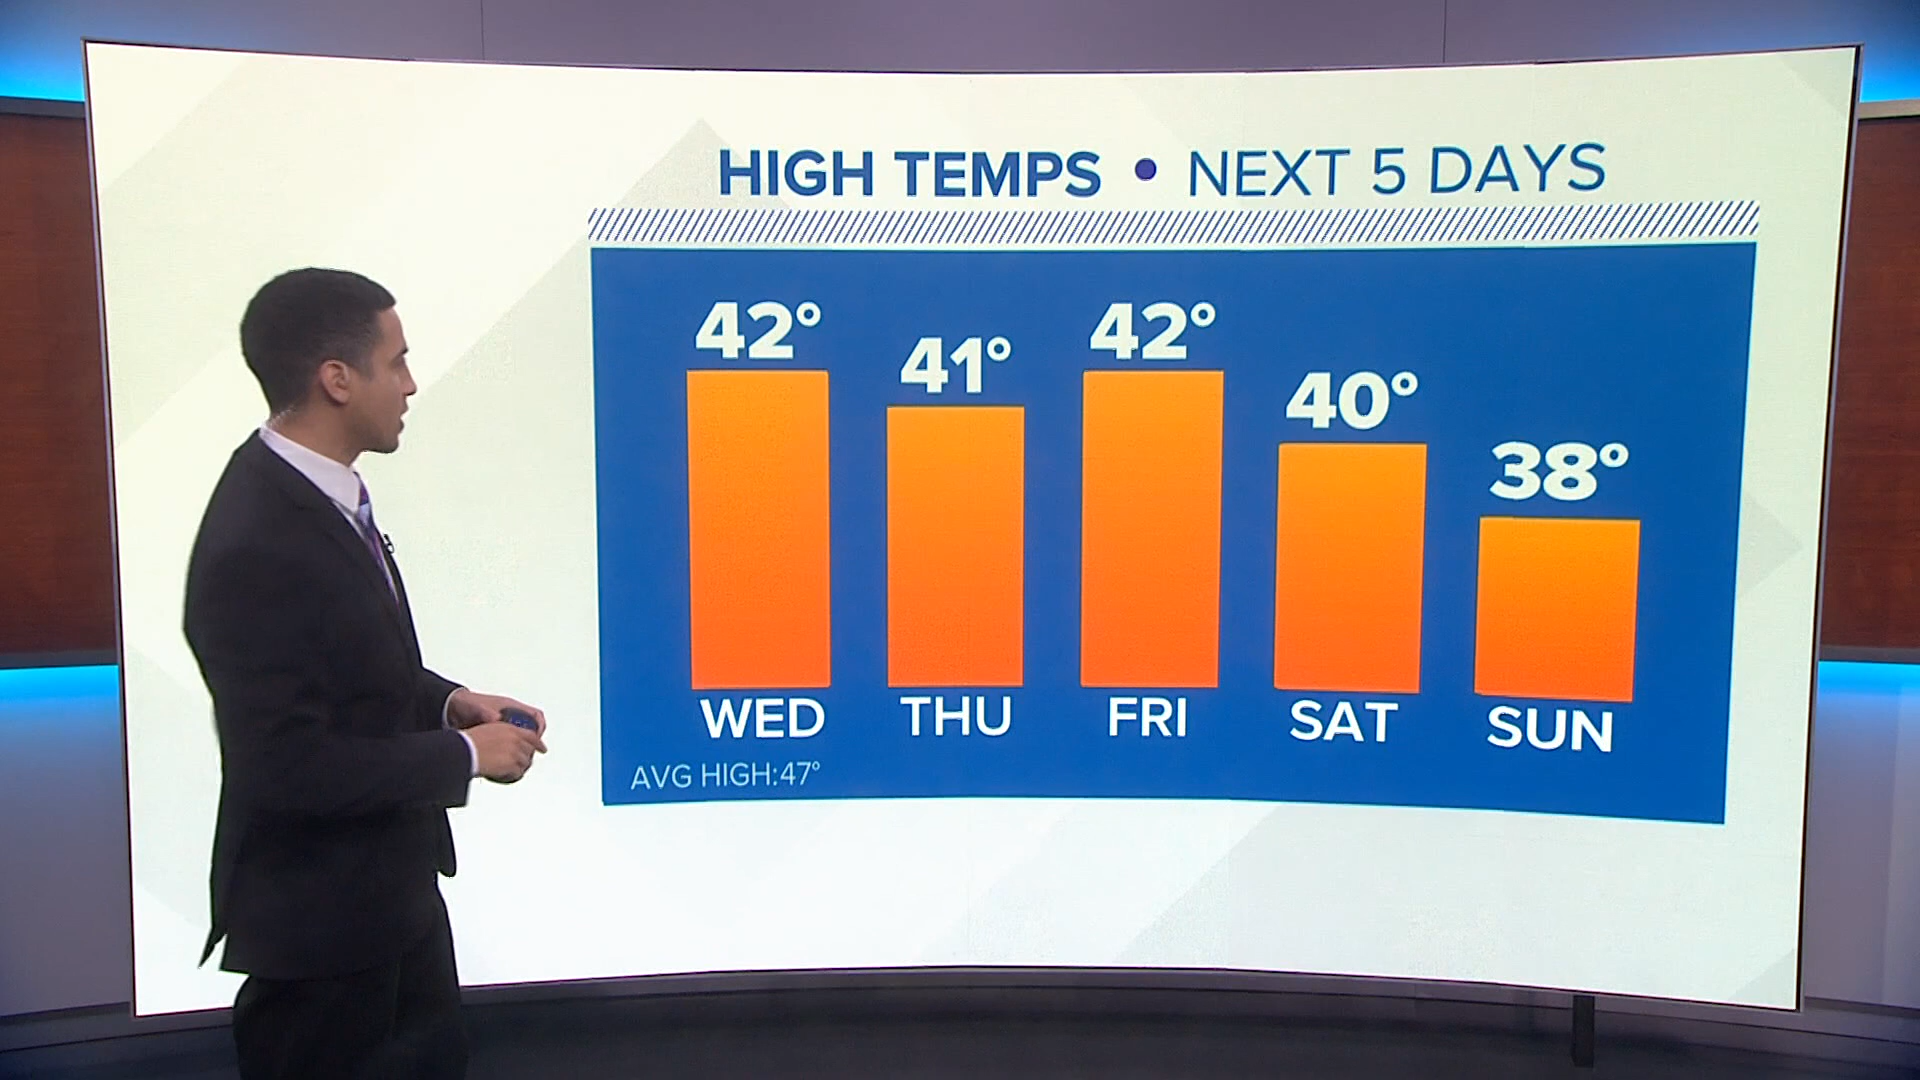 HIGH TEMPS • NEXT 5 DAYS
42° 41° 42° 40° 38°
WED THU FRI SAT SUN
AVG HIGH:47°